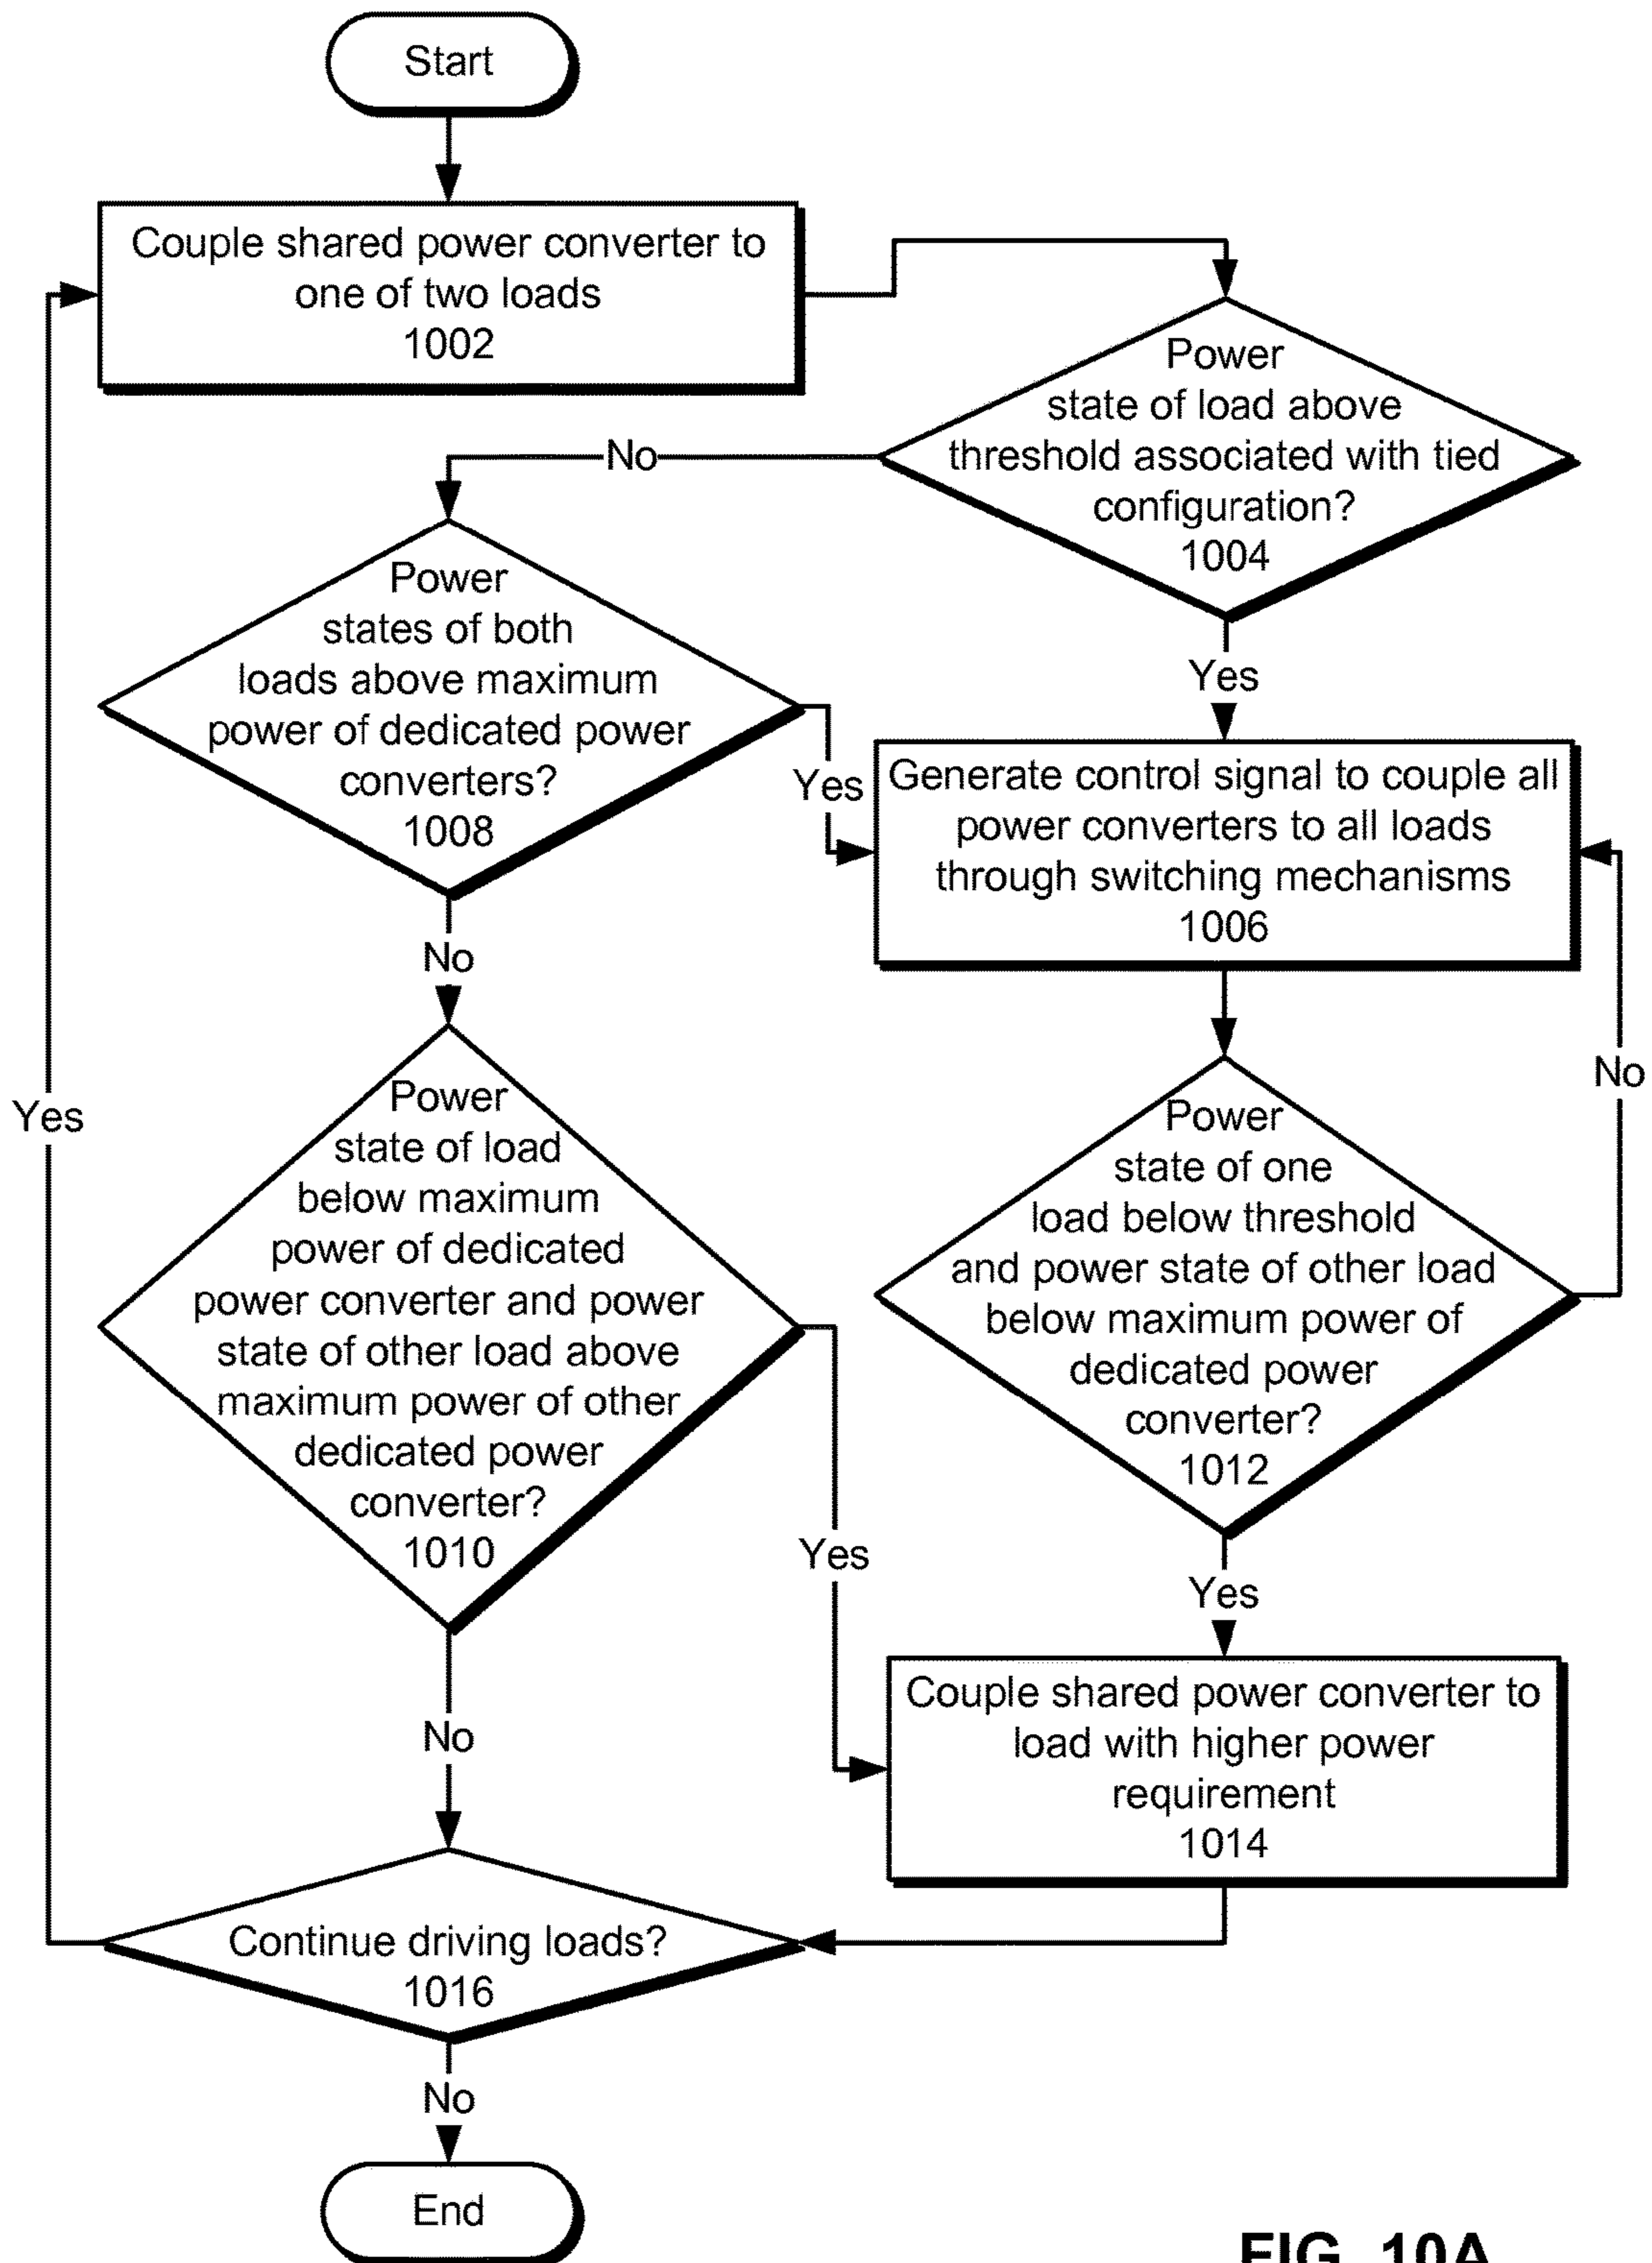 Start
Couple shared power converter to
one of two loads
1002
Power
state of load above
threshold associated with tied
configuration?
1004
No
Yes
Power
states of both
loads above maximum
power of dedicated power
converters?
1008
Yes
No
Generate control signal to couple all
power converters to all loads
through switching mechanisms
1006
No
Power
state of load
below maximum
power of dedicated
power converter and power
state of other load above
maximum power of other
dedicated power
converter?
1010
Yes
No
Power
state of one
load below threshold
and power state of other load
below maximum power of
dedicated power
converter?
1012
Yes
Couple shared power converter to
load with higher power
requirement
1014
Continue driving loads?
1016
Yes
No
End
FIG. 10A